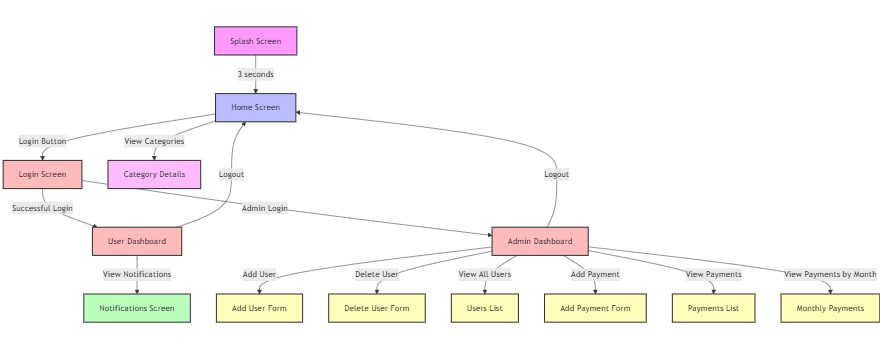 Splash Screen
3 seconds
Home Screen
Login Button
View Categories
Login Screen
Category Details
Logout
Logout
Successful Login
Admin Login
User Dashboard
Admin Dashboard
View Notifications
Add User
Delete User
View All Users
Add Payment
View Payments
View Payments by Month
Notifications Screen
Add User Form
Delete User Form
Users List
Add Payment Form
Payments List
Monthly Payments